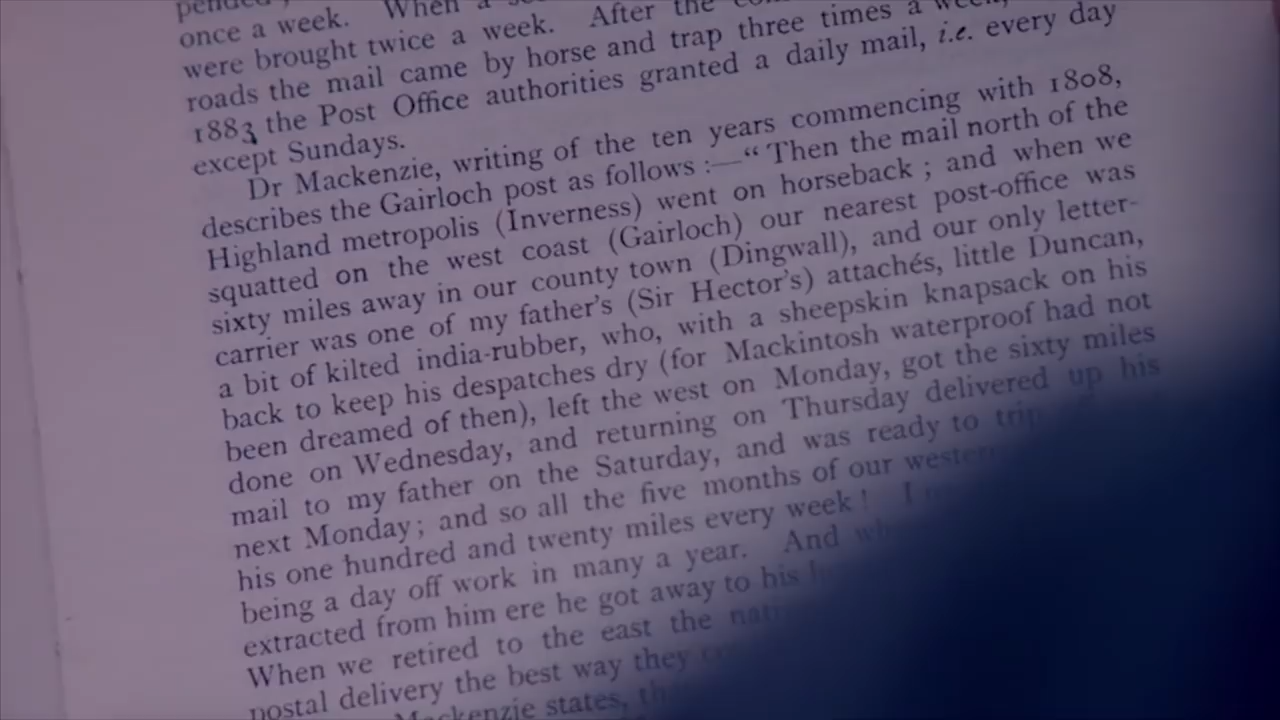 once a week. When a
were brought twice a week. After the
roads the mail came by horse and trap three times a week,
1883 the Post Office authorities granted a daily mail, i.e. every day
except Sundays.
Dr Mackenzie, writing of the ten years commencing with 1808,
describes the Gairloch post as follows :—“ Then the mail north of the
Highland metropolis (Inverness) went on horseback ; and when we
squatted on the west coast (Gairloch) our nearest post-office was
sixty miles away in our county town (Dingwall), and our only letter-
carrier was one of my father's (Sir Hector's) attachés, little Duncan,
a bit of kilted india-rubber, who, with a sheepskin knapsack on his
back to keep his despatches dry (for Mackintosh waterproof had not
been dreamed of then), left the west on Monday, got the sixty miles
done on Wednesday, and returning on Thursday delivered up his
mail to my father on the Saturday, and was ready to trip
next Monday ; and so all the five months of our western
his one hundred and twenty miles every week ! I
being a day off work in many a year. And
extracted from him ere he got away to his
When we retired to the east the
postal delivery the best way they
Mackenzie states,